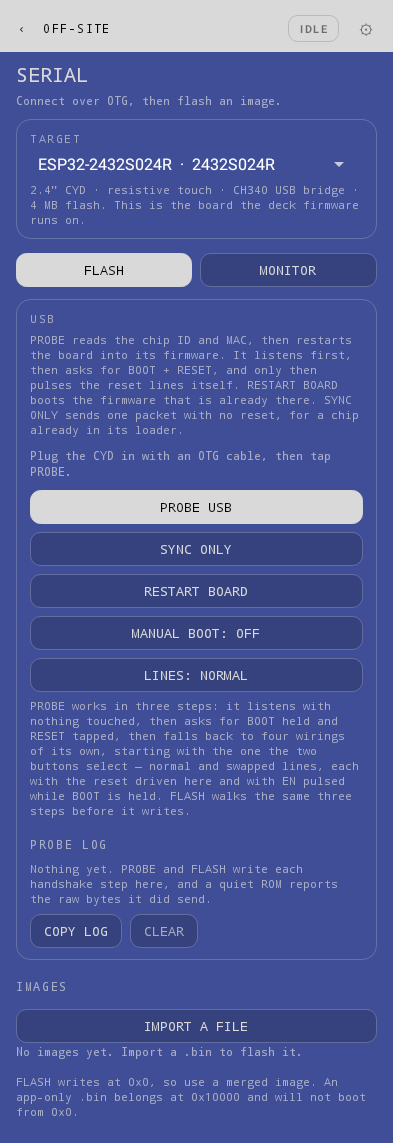 ‹ OFF-SITE IDLE
SERIAL
Connect over OTG, then flash an image.
TARGET
ESP32-2432S024R · 2432S024R
2.4" CYD · resistive touch · CH340 USB bridge ·
4 MB flash. This is the board the deck firmware
runs on.
FLASH MONITOR
USB
PROBE reads the chip ID and MAC, then restarts
the board into its firmware. It listens first,
then asks for BOOT + RESET, and only then
pulses the reset lines itself. RESTART BOARD
boots the firmware that is already there. SYNC
ONLY sends one packet with no reset, for a chip
already in its loader.
Plug the CYD in with an OTG cable, then tap
PROBE.
PROBE USB
SYNC ONLY
RESTART BOARD
MANUAL BOOT: OFF
LINES: NORMAL
PROBE works in three steps: it listens with
nothing touched, then asks for BOOT held and
RESET tapped, then falls back to four wirings
of its own, starting with the one the two
buttons select — normal and swapped lines, each
with the reset driven here and with EN pulsed
while BOOT is held. FLASH walks the same three
steps before it writes.
PROBE LOG
Nothing yet. PROBE and FLASH write each
handshake step here, and a quiet ROM reports
the raw bytes it did send.
COPY LOG CLEAR
IMAGES
IMPORT A FILE
No images yet. Import a .bin to flash it.
FLASH writes at 0x0, so use a merged image. An
app-only .bin belongs at 0x10000 and will not boot
from 0x0.